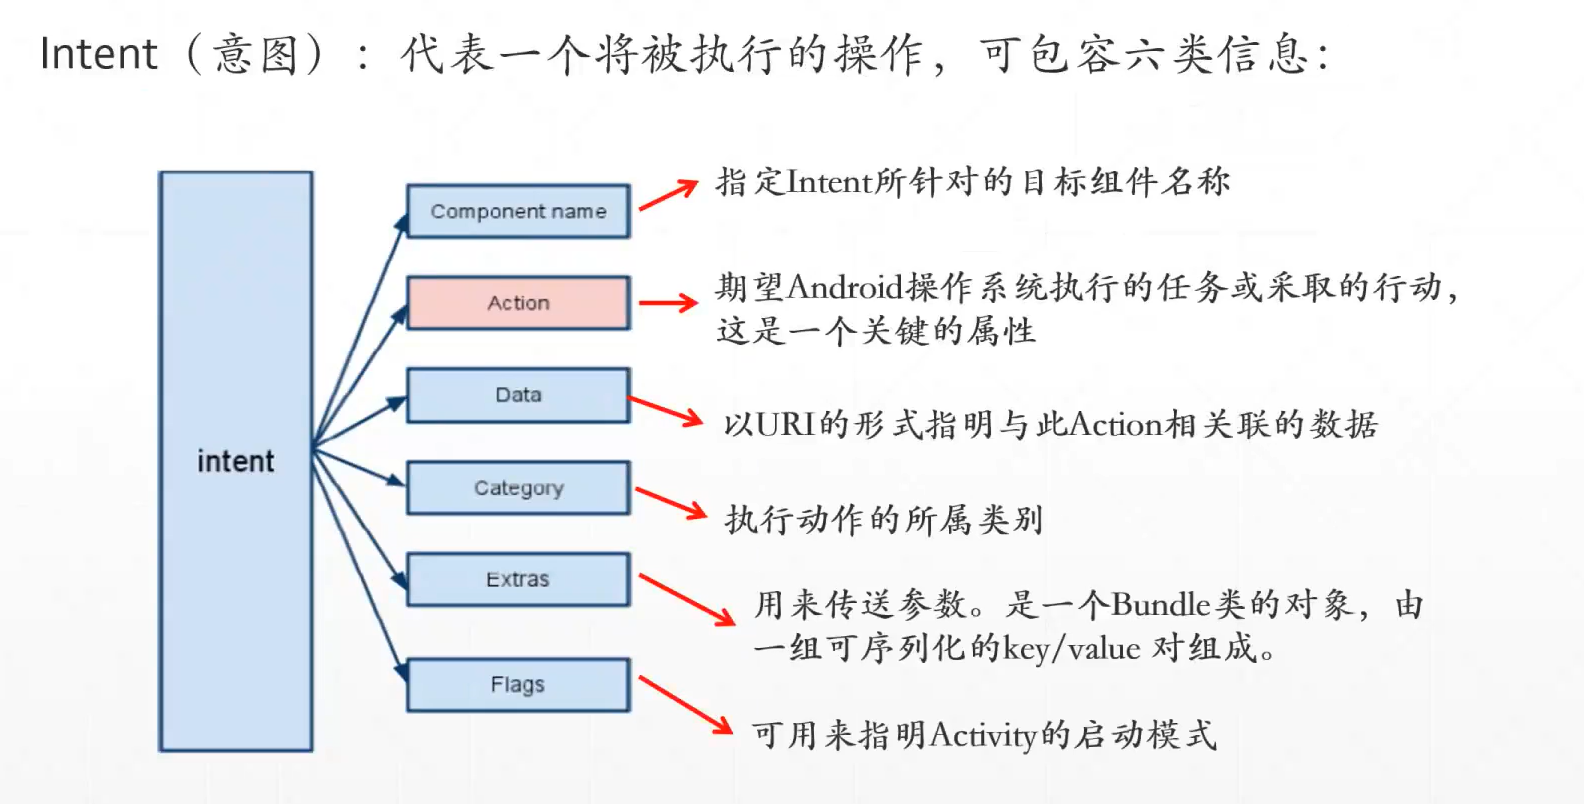 Intent（意图）：代表一个将被执行的操作，可包容六类信息：
intent
Component name
指定Intent所针对的目标组件名称
Action
期望Android操作系统执行的任务或采取的行动，
这是一个关键的属性
Data
以URI的形式指明与此Action相关联的数据
Category
执行动作的所属类别
Extras
用来传送参数。是一个Bundle类的对象，由
一组可序列化的key/value 对组成。
Flags
可用来指明Activity的启动模式